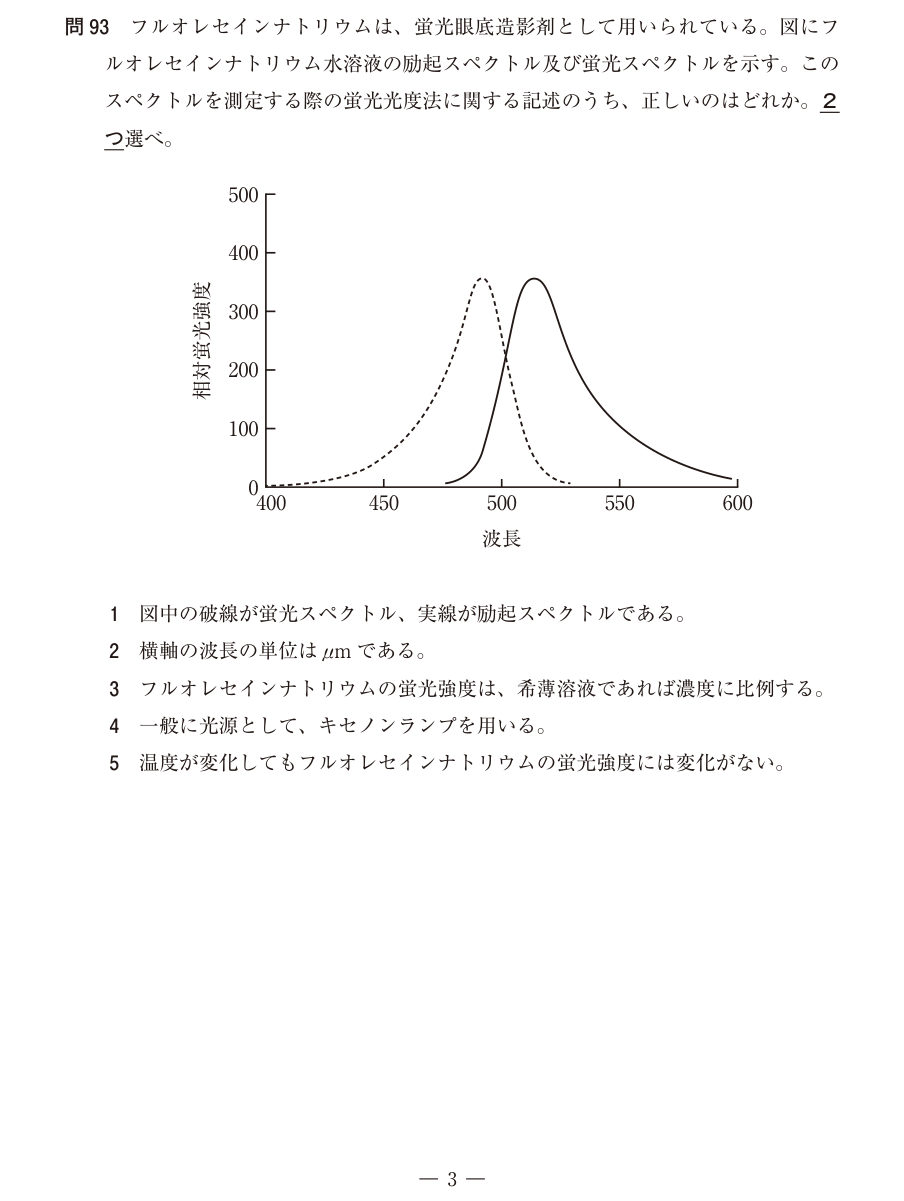 問 93　フルオレセインナトリウムは、蛍光眼底造影剤として用いられている。図にフ
ルオレセインナトリウム水溶液の励起スペクトル及び蛍光スペクトルを示す。この
スペクトルを測定する際の蛍光光度法に関する記述のうち、正しいのはどれか。2
つ選べ。
500
400
300
200
100
0
相対蛍光強度
400 450 500 550 600
波長
1　図中の破線が蛍光スペクトル、実線が励起スペクトルである。
2　横軸の波長の単位は μm である。
3　フルオレセインナトリウムの蛍光強度は、希薄溶液であれば濃度に比例する。
4　一般に光源として、キセノンランプを用いる。
5　温度が変化してもフルオレセインナトリウムの蛍光強度には変化がない。
— 3 —